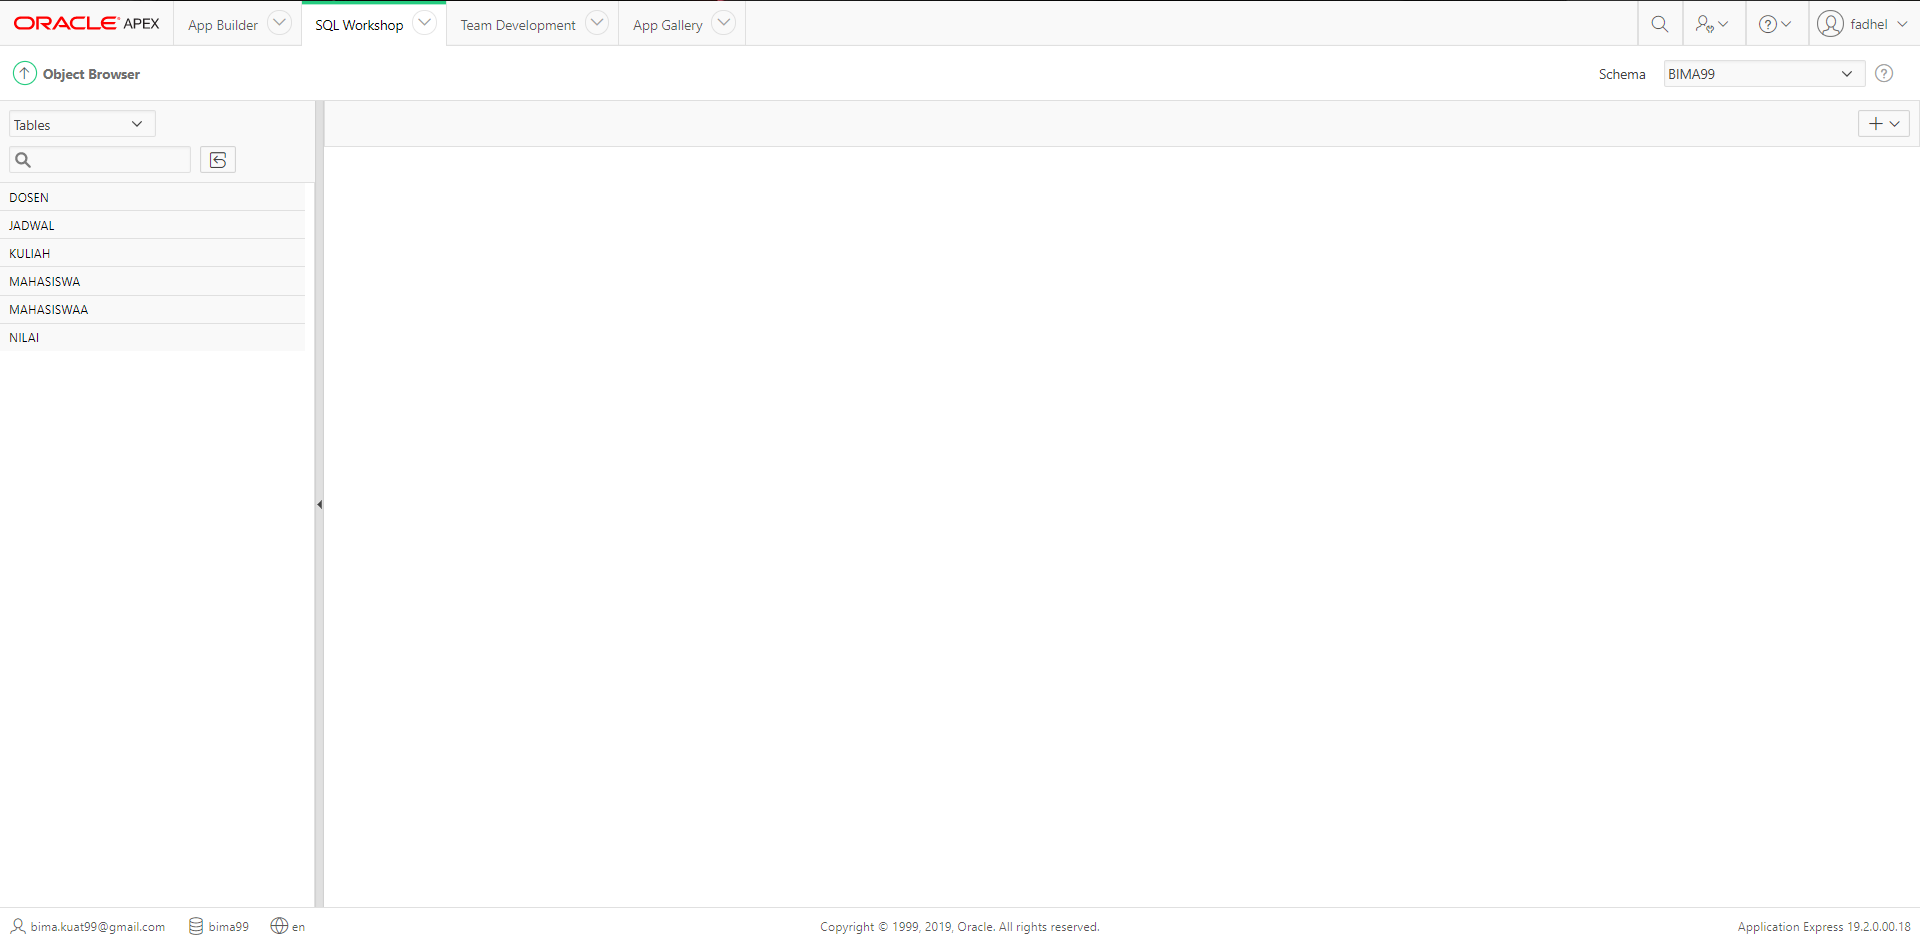 ORACLE APEX App Builder SQL Workshop Team Development App Gallery fadhel
Object Browser Schema BIMA99
Tables
DOSEN
JADWAL
KULIAH
MAHASISWA
MAHASISWAA
NILAI
bima.kuat99@gmail.com bima99 en Copyright © 1999, 2019, Oracle. All rights reserved. Application Express 19.2.0.00.18